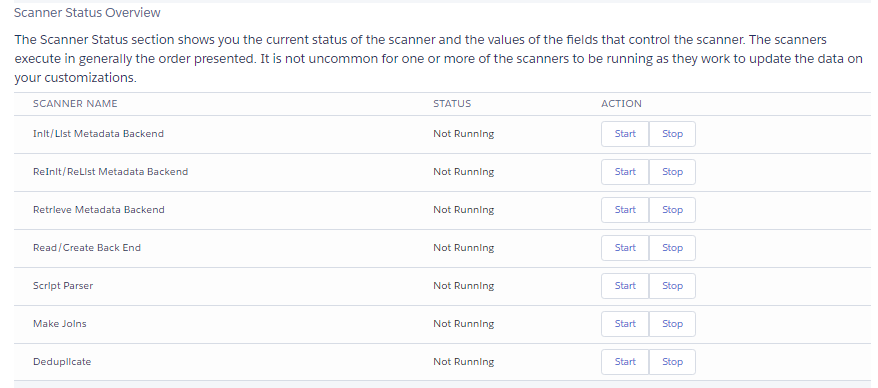 Scanner Status Overview
The Scanner Status section shows you the current status of the scanner and the values of the fields that control the scanner. The scanners
execute in generally the order presented. It is not uncommon for one or more of the scanners to be running as they work to update the data on
your customizations.
SCANNER NAME STATUS ACTION
Init/List Metadata Backend Not Running Start Stop
ReInit/ReList Metadata Backend Not Running Start Stop
Retrieve Metadata Backend Not Running Start Stop
Read/Create Back End Not Running Start Stop
Script Parser Not Running Start Stop
Make Joins Not Running Start Stop
Deduplicate Not Running Start Stop